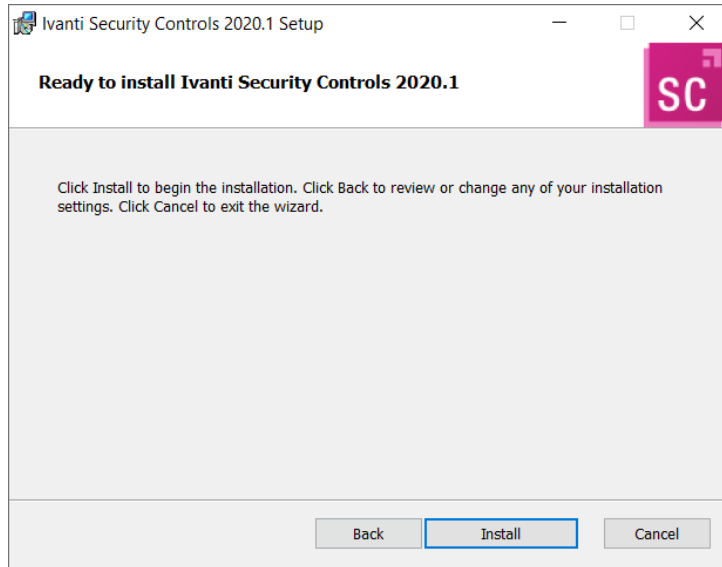 Ivanti Security Controls 2020.1 Setup
Ready to install Ivanti Security Controls 2020.1
SC
Click Install to begin the installation. Click Back to review or change any of your installation
settings. Click Cancel to exit the wizard.
Back
Install
Cancel